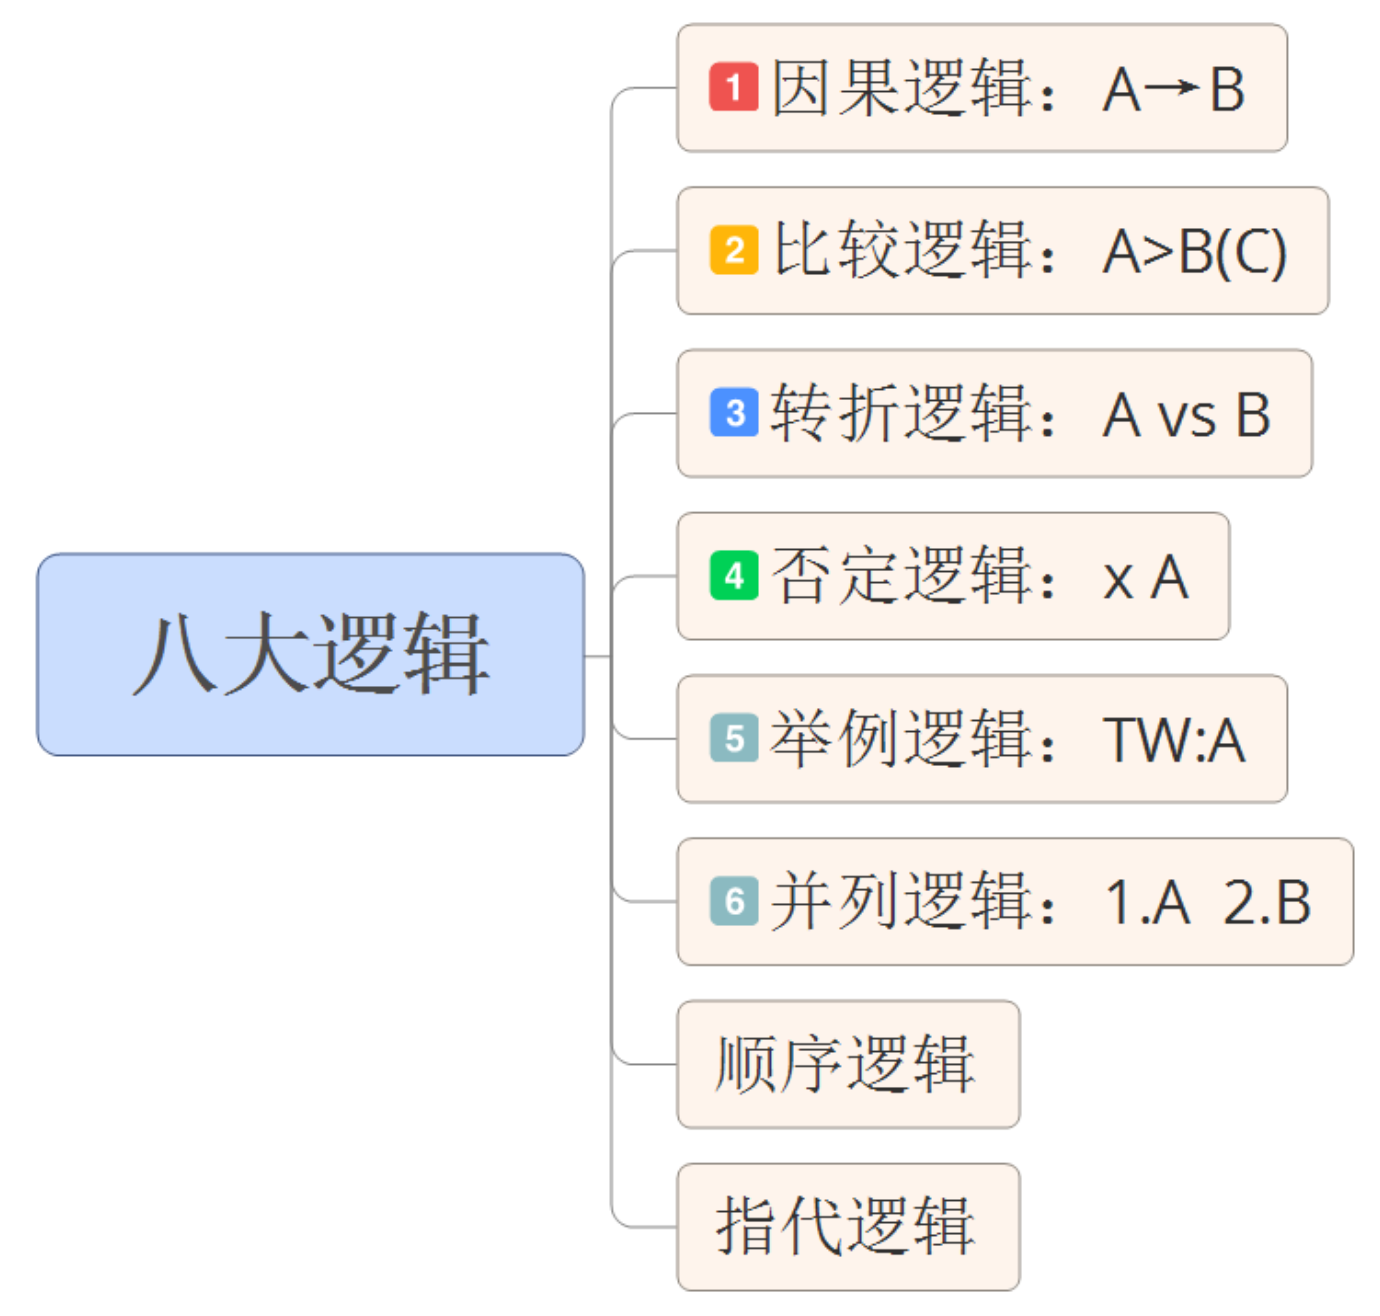 八大逻辑
1 因果逻辑： A→B
2 比较逻辑： A>B(C)
3 转折逻辑： A vs B
4 否定逻辑： x A
5 举例逻辑： TW:A
6 并列逻辑： 1.A 2.B
顺序逻辑
指代逻辑